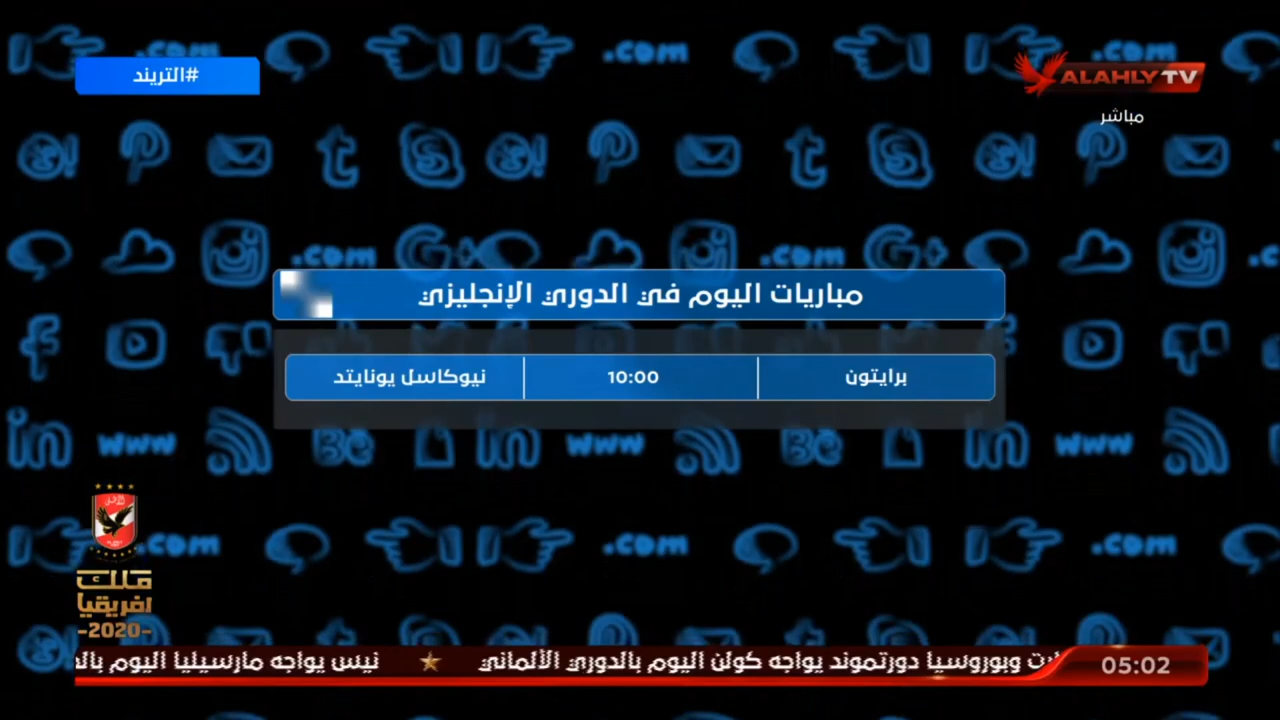 #التريند
ALAHLY TV
مباشر
مباريات اليوم في الدوري الإنجليزي
برايتون 10:00 نيوكاسل يونايتد
ملك
افريقيا
-2020-
05:02
وبوروسيا دورتموند يواجه كولن اليوم بالدوري الألماني ★ نيس يواجه مارسيليا اليوم